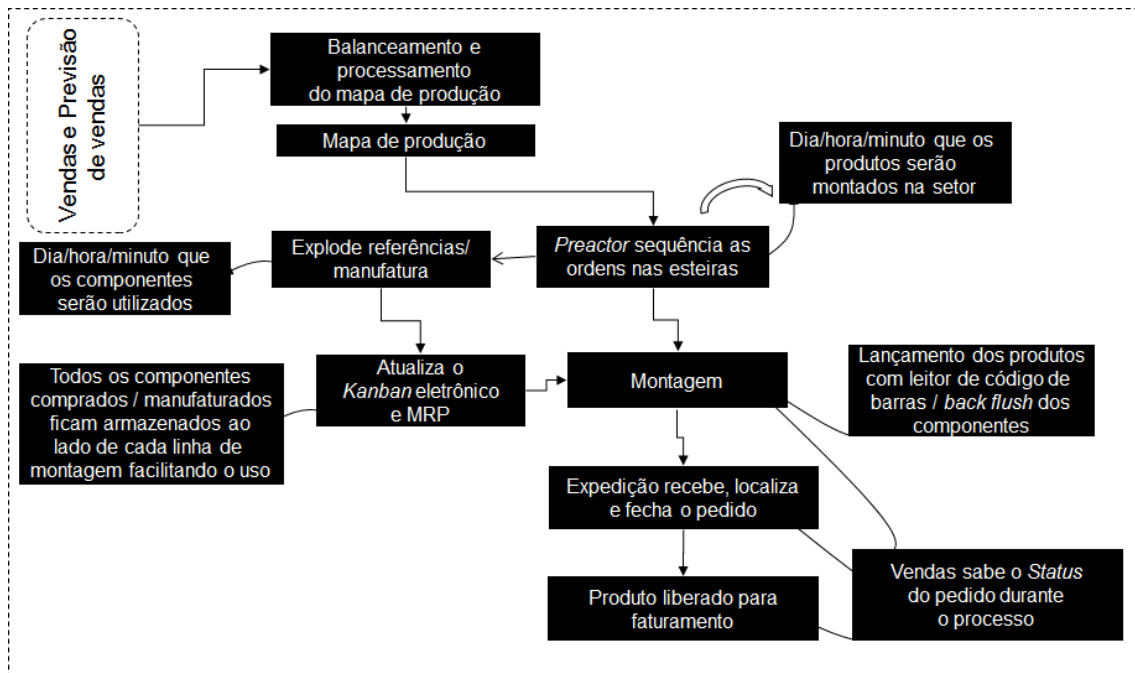 Vendas e Previsão
de vendas
Balanceamento e
processamento
do mapa de produção
Mapa de produção
Dia/hora/minuto que os
produtos serão
montados na setor
Preactor sequência as
ordens nas esteiras
Explode referências/
manufatura
Dia/hora/minuto que
os componentes
serão utilizados
Todos os componentes
comprados / manufaturados
ficam armazenados ao
lado de cada linha de
montagem facilitando o uso
Atualiza o
Kanban eletrônico
e MRP
Montagem
Lançamento dos produtos
com leitor de código de
barras / back flush dos
componentes
Expedição recebe, localiza
e fecha o pedido
Produto liberado para
faturamento
Vendas sabe o Status
do pedido durante
o processo